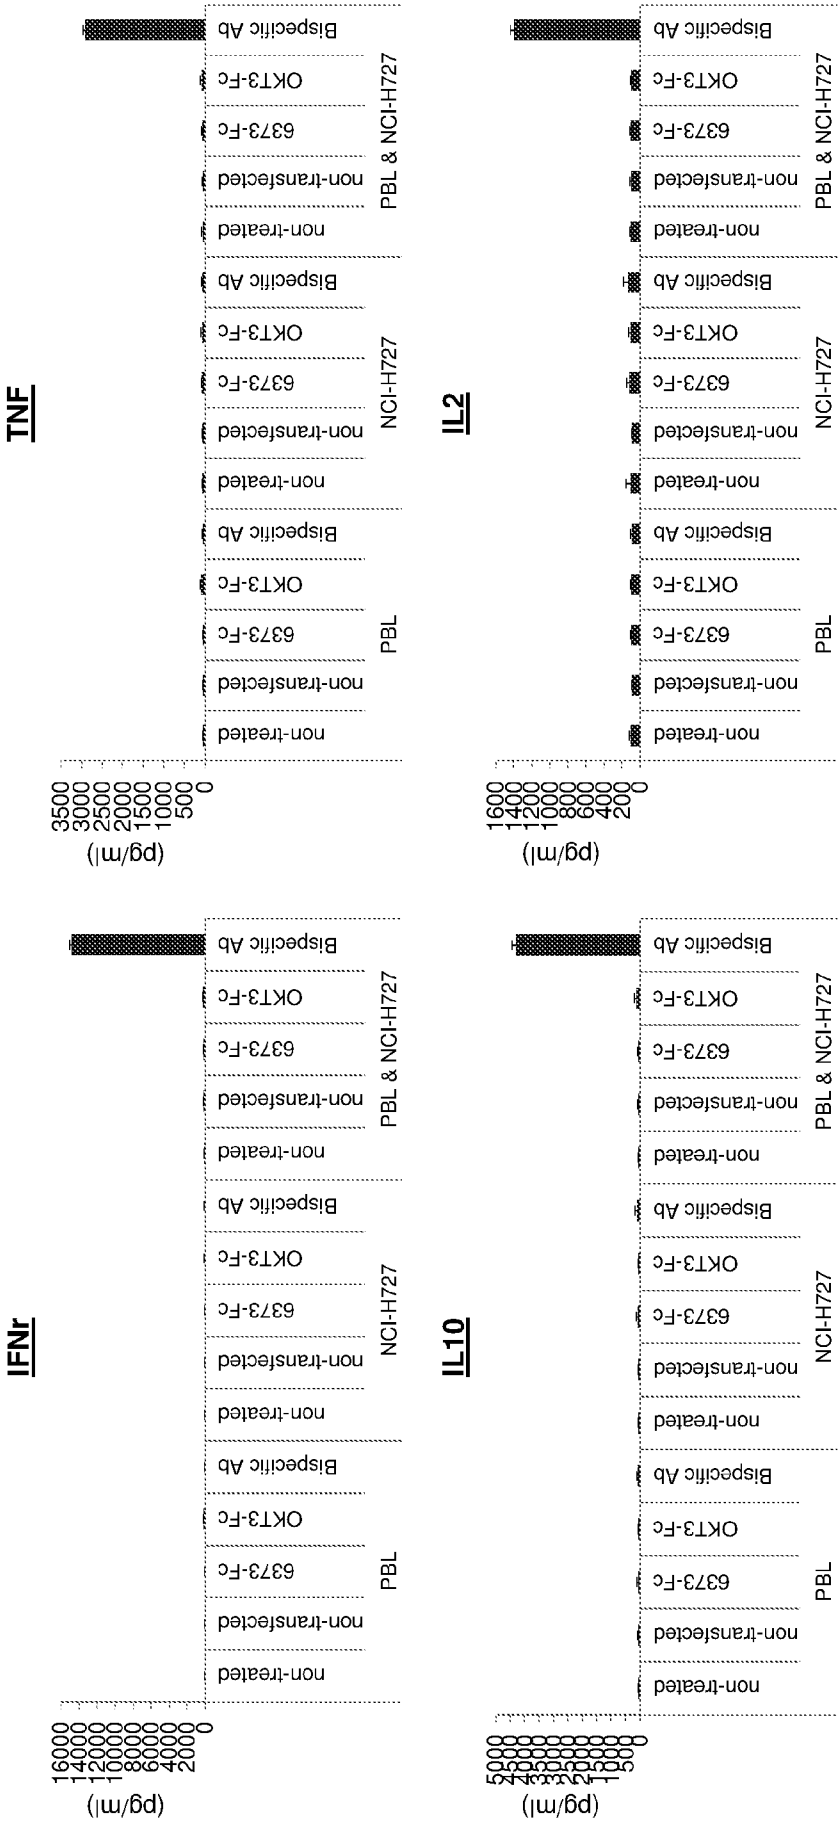 IFNr
(pg/ml)
16000
14000
12000
10000
8000
6000
4000
2000
0
non-treated
non-transfected
6373-Fc
OKT3-Fc
Bispecific Ab
non-treated
non-transfected
6373-Fc
OKT3-Fc
Bispecific Ab
non-treated
non-transfected
6373-Fc
OKT3-Fc
Bispecific Ab
PBL
NCI-H727
PBL & NCI-H727
TNF
(pg/ml)
3500
3000
2500
2000
1500
1000
500
0
non-treated
non-transfected
6373-Fc
OKT3-Fc
Bispecific Ab
non-treated
non-transfected
6373-Fc
OKT3-Fc
Bispecific Ab
non-treated
non-transfected
6373-Fc
OKT3-Fc
Bispecific Ab
PBL
NCI-H727
PBL & NCI-H727
IL10
(pg/ml)
5000
4500
4000
3500
3000
2500
2000
1500
1000
500
0
non-treated
non-transfected
6373-Fc
OKT3-Fc
Bispecific Ab
non-treated
non-transfected
6373-Fc
OKT3-Fc
Bispecific Ab
non-treated
non-transfected
6373-Fc
OKT3-Fc
Bispecific Ab
PBL
NCI-H727
PBL & NCI-H727
IL2
(pg/ml)
1600
1400
1200
1000
800
600
400
200
0
non-treated
non-transfected
6373-Fc
OKT3-Fc
Bispecific Ab
non-treated
non-transfected
6373-Fc
OKT3-Fc
Bispecific Ab
non-treated
non-transfected
6373-Fc
OKT3-Fc
Bispecific Ab
PBL
NCI-H727
PBL & NCI-H727